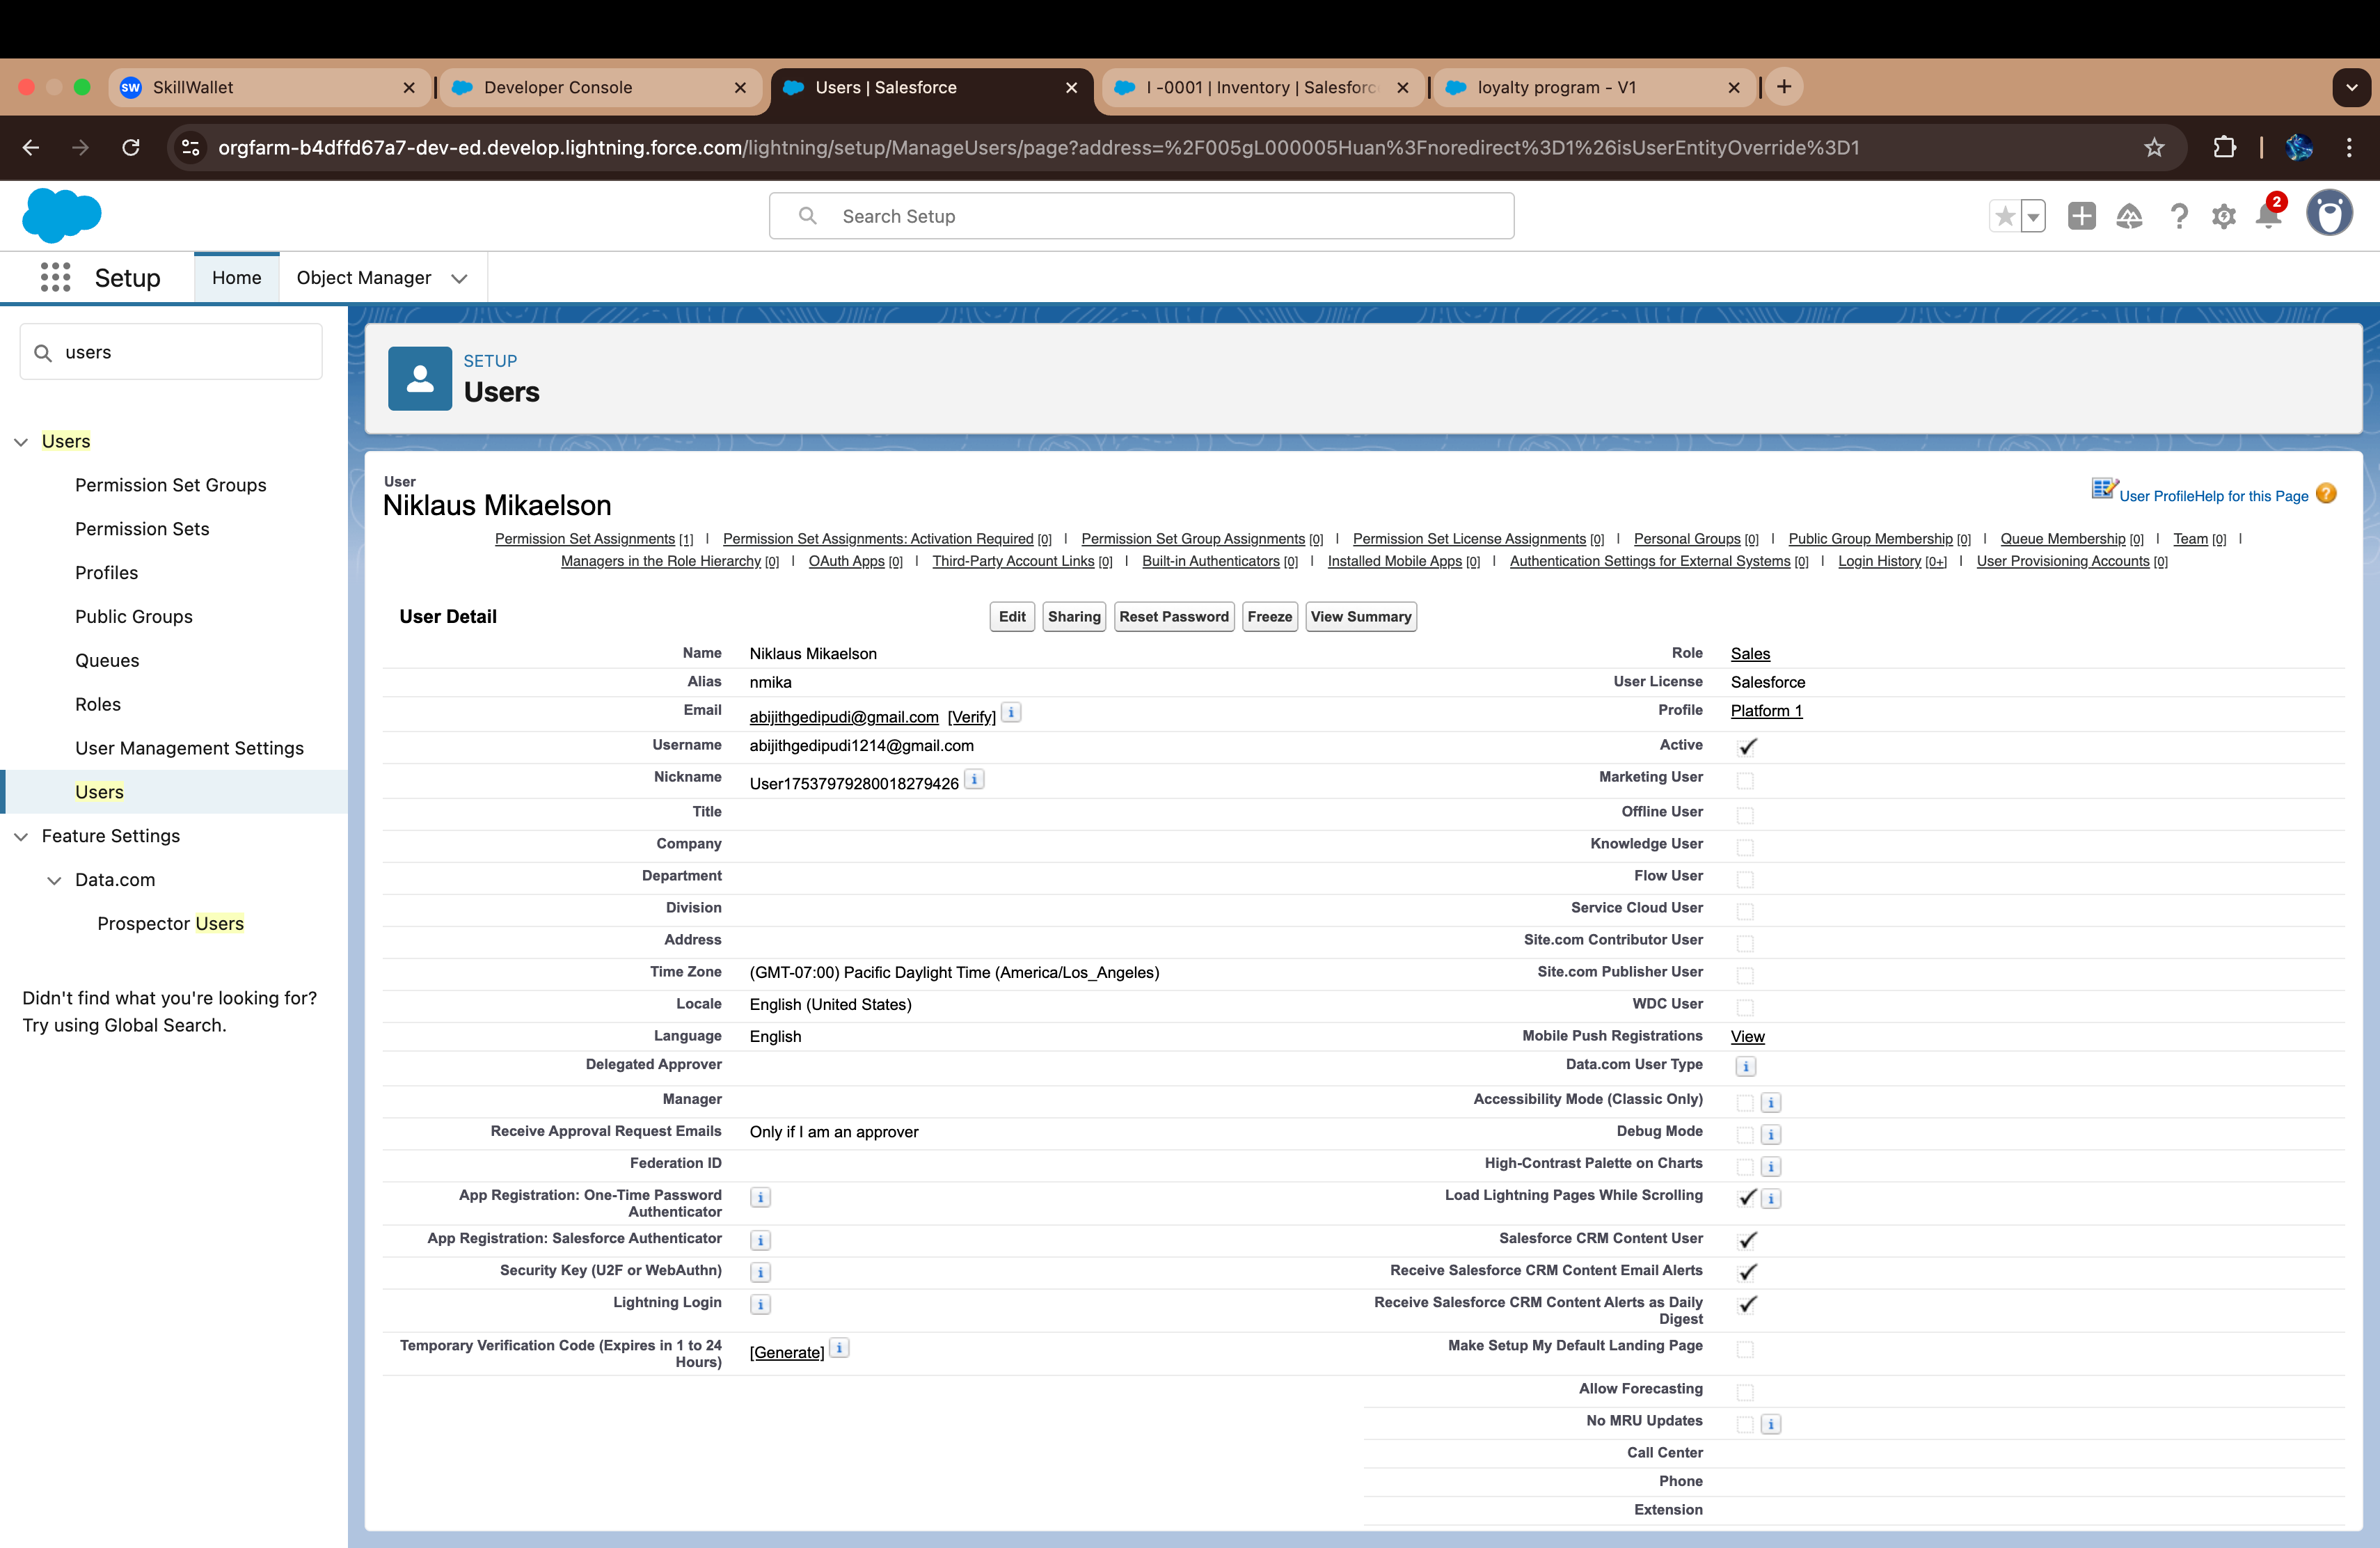 SW SkillWallet
Developer Console
Users | Salesforce
I -0001 | Inventory | Salesforc
loyalty program - V1
orgfarm-b4dffd67a7-dev-ed.develop.lightning.force.com/lightning/setup/ManageUsers/page?address=%2F005gL000005Huan%3Fnoredirect%3D1%26isUserEntityOverride%3D1
Search Setup
2
Setup
Home
Object Manager
users
Users
Permission Set Groups
Permission Sets
Profiles
Public Groups
Queues
Roles
User Management Settings
Users
Feature Settings
Data.com
Prospector Users
Didn't find what you're looking for?
Try using Global Search.
SETUP
Users
User
Niklaus Mikaelson
User Profile Help for this Page ?
Permission Set Assignments [1] | Permission Set Assignments: Activation Required [0] | Permission Set Group Assignments [0] | Permission Set License Assignments [0] | Personal Groups [0] | Public Group Membership [0] | Queue Membership [0] | Team [0] |
Managers in the Role Hierarchy [0] | OAuth Apps [0] | Third-Party Account Links [0] | Built-in Authenticators [0] | Installed Mobile Apps [0] | Authentication Settings for External Systems [0] | Login History [0+] | User Provisioning Accounts [0]
User Detail
Edit Sharing Reset Password Freeze View Summary
Name Niklaus Mikaelson
Role Sales
Alias nmika
User License Salesforce
Email abijithgedipudi@gmail.com [Verify] i
Profile Platform 1
Username abijithgedipudi1214@gmail.com
Active
Nickname User17537979280018279426 i
Marketing User
Title
Offline User
Company
Knowledge User
Department
Flow User
Division
Service Cloud User
Address
Site.com Contributor User
Time Zone (GMT-07:00) Pacific Daylight Time (America/Los_Angeles)
Site.com Publisher User
Locale English (United States)
WDC User
Language English
Mobile Push Registrations View
Delegated Approver
Data.com User Type i
Manager
Accessibility Mode (Classic Only) i
Receive Approval Request Emails Only if I am an approver
Debug Mode i
Federation ID
High-Contrast Palette on Charts i
App Registration: One-Time Password
Authenticator i
Load Lightning Pages While Scrolling i
App Registration: Salesforce Authenticator i
Salesforce CRM Content User
Security Key (U2F or WebAuthn) i
Receive Salesforce CRM Content Email Alerts
Lightning Login i
Receive Salesforce CRM Content Alerts as Daily
Digest
Temporary Verification Code (Expires in 1 to 24
Hours) [Generate] i
Make Setup My Default Landing Page
Allow Forecasting
No MRU Updates i
Call Center
Phone
Extension